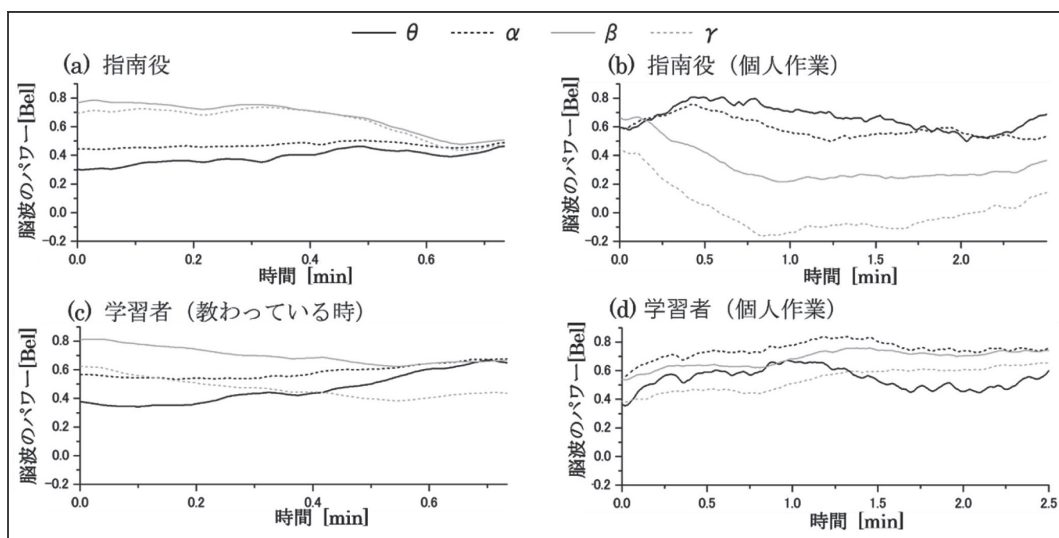 θ α β γ
(a) 指南役
脳波のパワー[Bel]
0.8
0.6
0.4
0.2
0.0
-0.2
0.0 0.2 0.4 0.6
時間 [min]
(b) 指南役（個人作業）
脳波のパワー[Bel]
0.8
0.6
0.4
0.2
0.0
-0.2
0.0 0.5 1.0 1.5 2.0
時間 [min]
(c) 学習者（教わっている時）
脳波のパワー[Bel]
0.8
0.6
0.4
0.2
0.0
-0.2
0.0 0.2 0.4 0.6
時間 [min]
(d) 学習者（個人作業）
脳波のパワー[Bel]
0.8
0.6
0.4
0.2
0.0
-0.2
0.0 0.5 1.0 1.5 2.0 2.5
時間 [min]